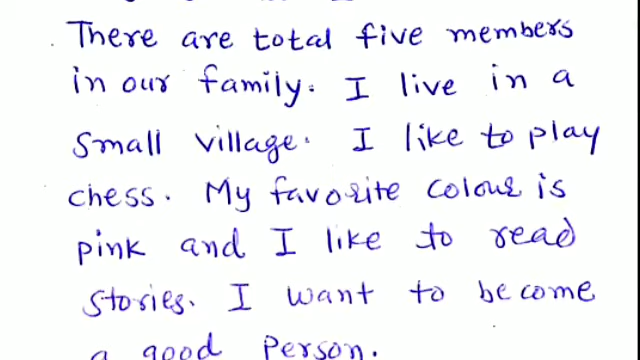 There are total five members
in our family. I live in a
small village. I like to play
chess. My favorite colour is
pink and I like to read
stories. I want to become
a good person.